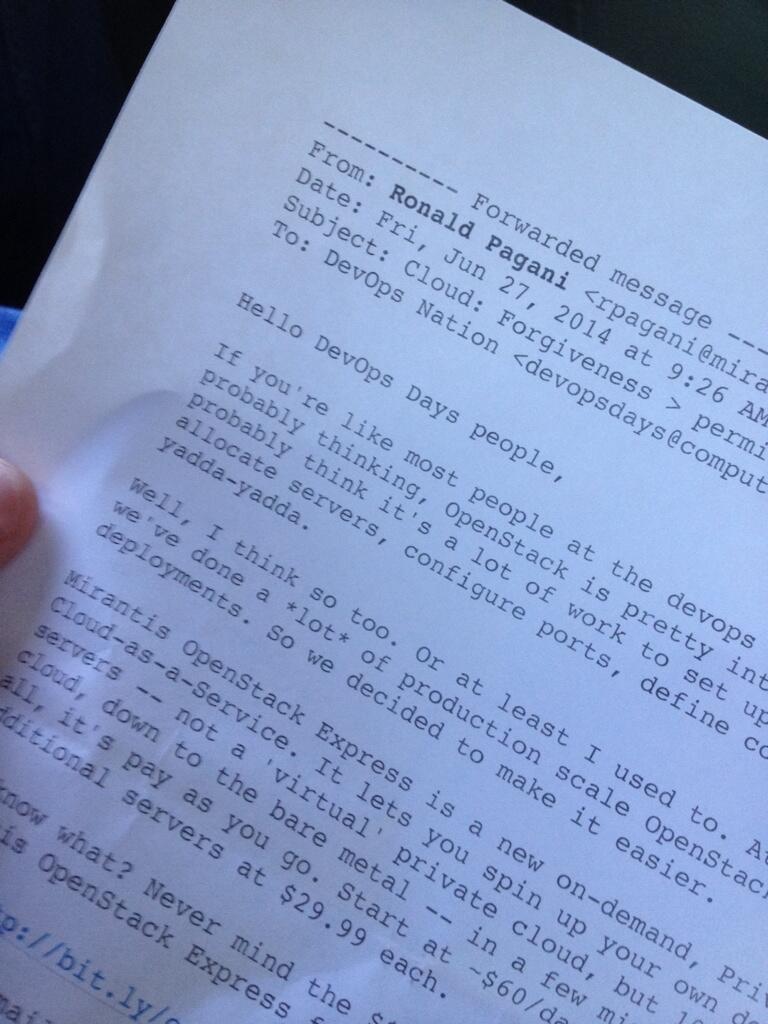 ---------- Forwarded message ---
From: Ronald Pagani <rpagani@mira
Date: Fri, Jun 27, 2014 at 9:26 AM
Subject: Cloud: Forgiveness > permi
To: DevOps Nation <devopsdays@comput
Hello DevOps Days people,
If you're like most people at the devops
probably thinking, OpenStack is pretty int
probably think it's a lot of work to set up
allocate servers, configure ports, define co
yadda-yadda.
Well, I think so too. Or at least I used to. A
we've done a *lot* of production scale OpenStac
deployments. So we decided to make it easier.
Mirantis OpenStack Express is a new on-demand, Priv
Cloud-as-a-Service. It lets you spin up your own de
servers -- not a 'virtual' private cloud, but
cloud, down to the bare metal -- in a few mi
all, it's pay as you go. Start at ~$60/da
dditional servers at $29.99 each.
know what? Never mind the
is OpenStack Express
tp://bit.ly/
mai